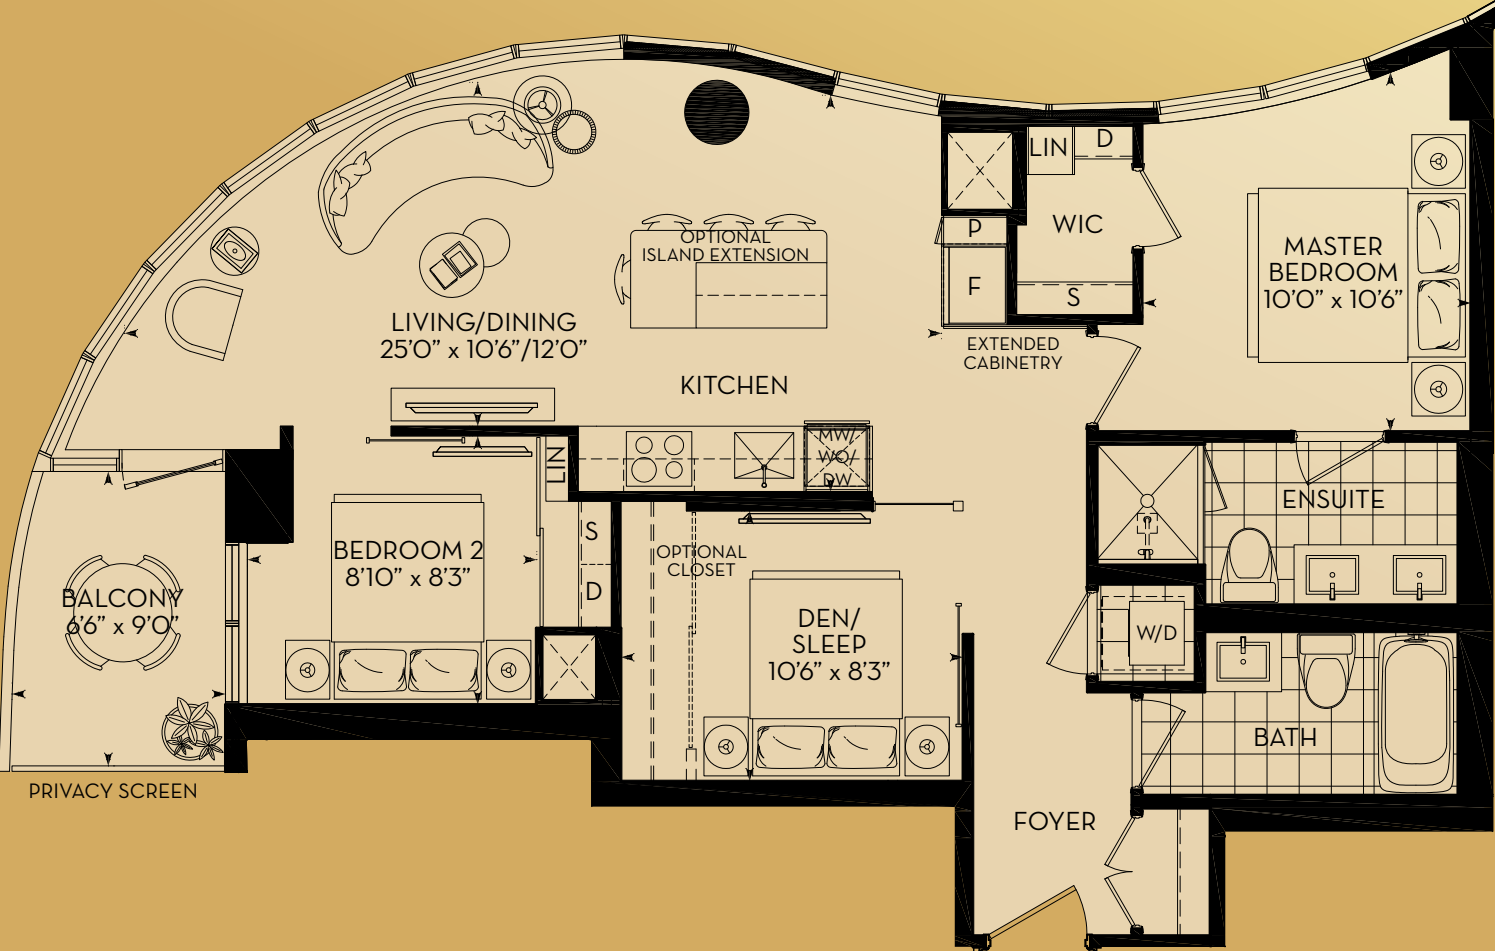 LIN
D
WIC
P
F
S
MASTER
BEDROOM
10'0" x 10'6"
OPTIONAL
ISLAND EXTENSION
LIVING/DINING
25'0" x 10'6"/12'0"
EXTENDED
CABINETRY
KITCHEN
MW/
WO/
DW
LIN
ENSUITE
BEDROOM 2
8'10" x 8'3"
S
D
OPTIONAL
CLOSET
BALCONY
6'6" x 9'0"
DEN/
SLEEP
10'6" x 8'3"
W/D
BATH
PRIVACY SCREEN
FOYER